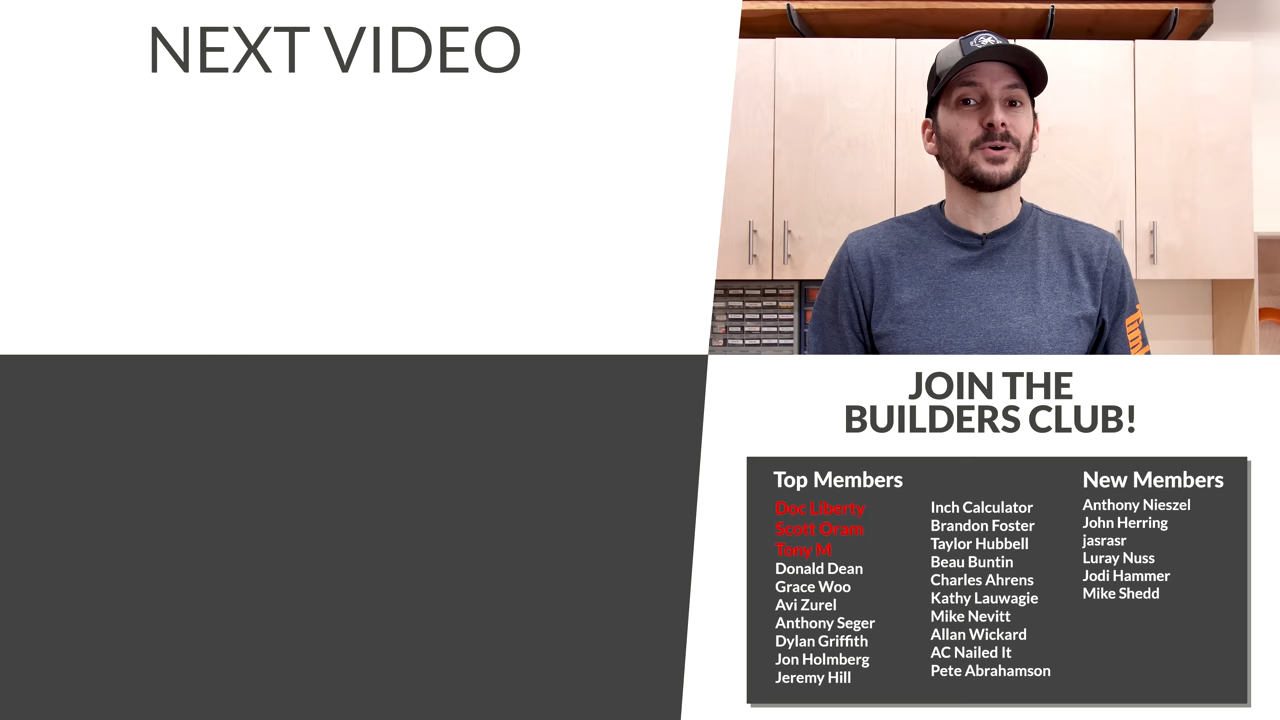 NEXT VIDEO
JOIN THE
BUILDERS CLUB!
Top Members
Doc Liberty
Scott Oram
Tony M
Donald Dean
Grace Woo
Avi Zurel
Anthony Seger
Dylan Griffith
Jon Holmberg
Jeremy Hill
Inch Calculator
Brandon Foster
Taylor Hubbell
Beau Buntin
Charles Ahrens
Kathy Lauwagie
Mike Nevitt
Allan Wickard
AC Nailed It
Pete Abrahamson
New Members
Anthony Nieszel
John Herring
jasrasr
Luray Nuss
Jodi Hammer
Mike Shedd